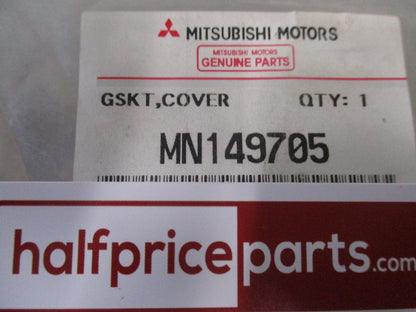 MITSUBISHI MOTORS
MITSUBISHI MOTORS
GENUINE PARTS
GSKT,COVER QTY: 1
MN149705
halfpriceparts.com